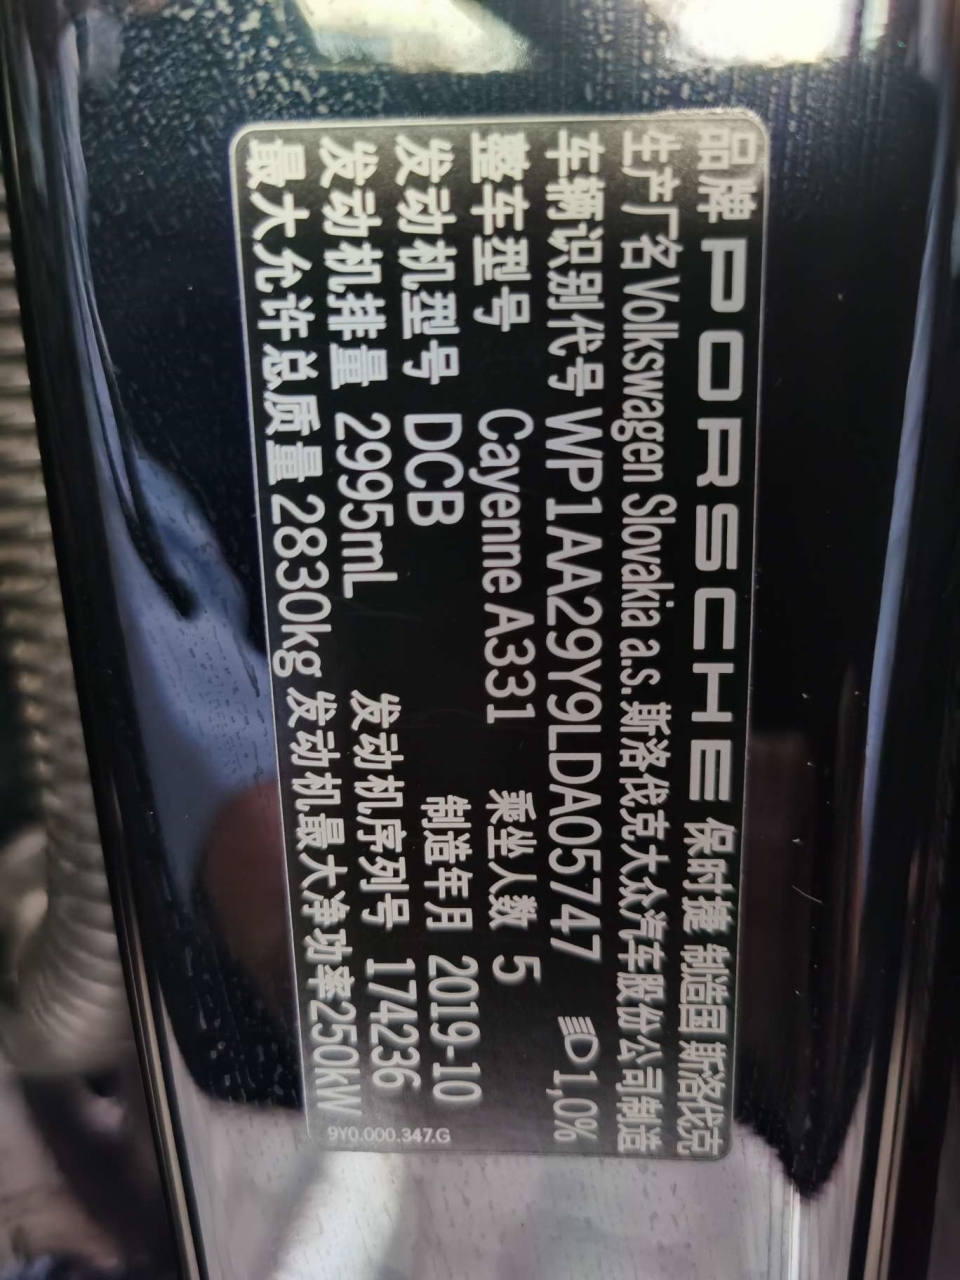 品牌 PORSCHE 保时捷 制造国 斯洛伐克
生产厂名 Volkswagen Slovakia a.s. 斯洛伐克大众汽车股份公司制造
车辆识别代号 WP1AA29Y9LDA05747 1,0%
整车型号 Cayenne A331 乘坐人数 5
发动机型号 DCB 制造年月 2019-10
发动机排量 2995mL 发动机序列号 174236
最大允许总质量 2830kg 发动机最大净功率250kW
9Y0.000.347.G